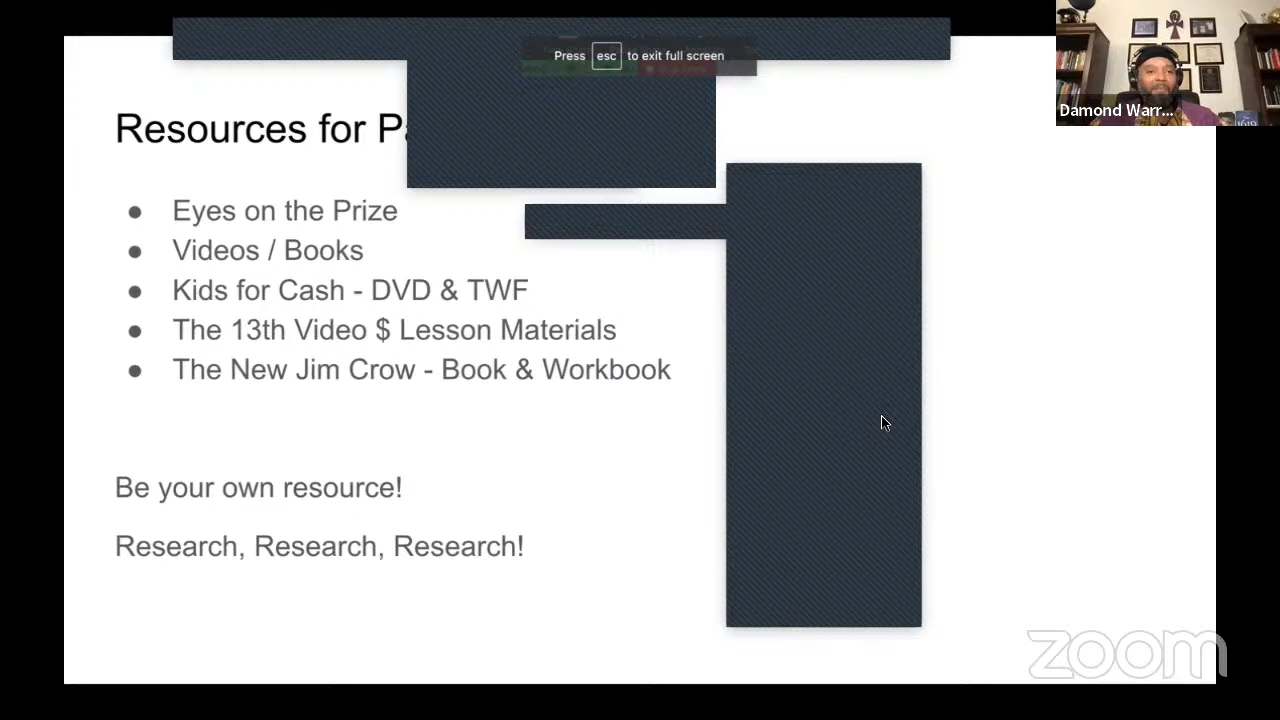 Press esc to exit full screen
Damond Warr...
1619
Resources for Pa
● Eyes on the Prize
● Videos / Books
● Kids for Cash - DVD & TWF
● The 13th Video $ Lesson Materials
● The New Jim Crow - Book & Workbook
Be your own resource!
Research, Research, Research!
zoom